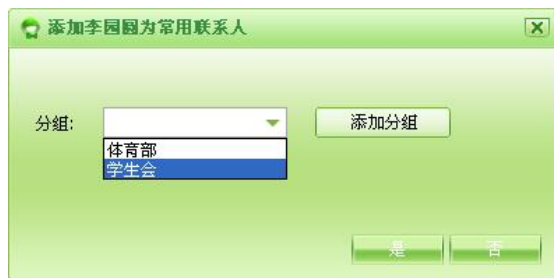 添加李园圆为常用联系人
分组: 添加分组
体育部
学生会
是 否